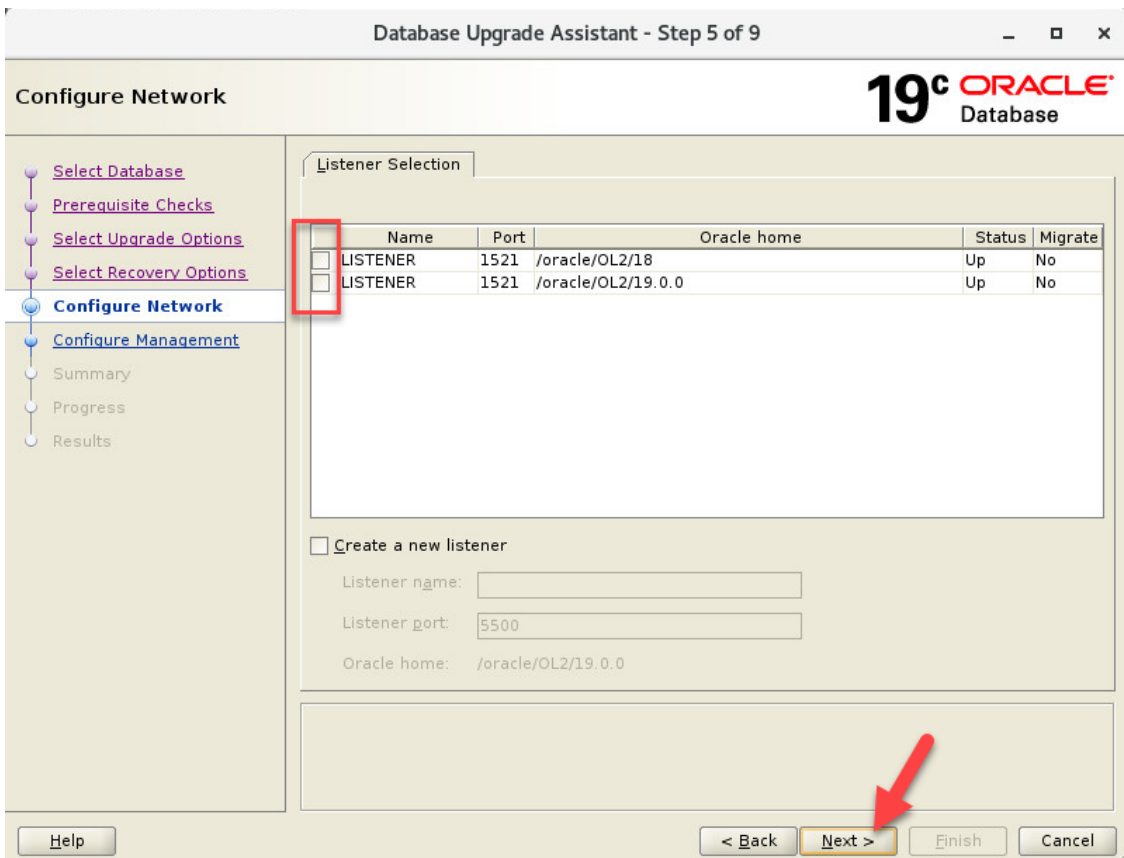 Database Upgrade Assistant - Step 5 of 9
Configure Network
19c ORACLE Database
Select Database
Prerequisite Checks
Select Upgrade Options
Select Recovery Options
Configure Network
Configure Management
Summary
Progress
Results
Listener Selection
Name Port Oracle home Status Migrate
LISTENER 1521 /oracle/OL2/18 Up No
LISTENER 1521 /oracle/OL2/19.0.0 Up No
Create a new listener
Listener name:
Listener port: 5500
Oracle home: /oracle/OL2/19.0.0
Help < Back Next > Finish Cancel